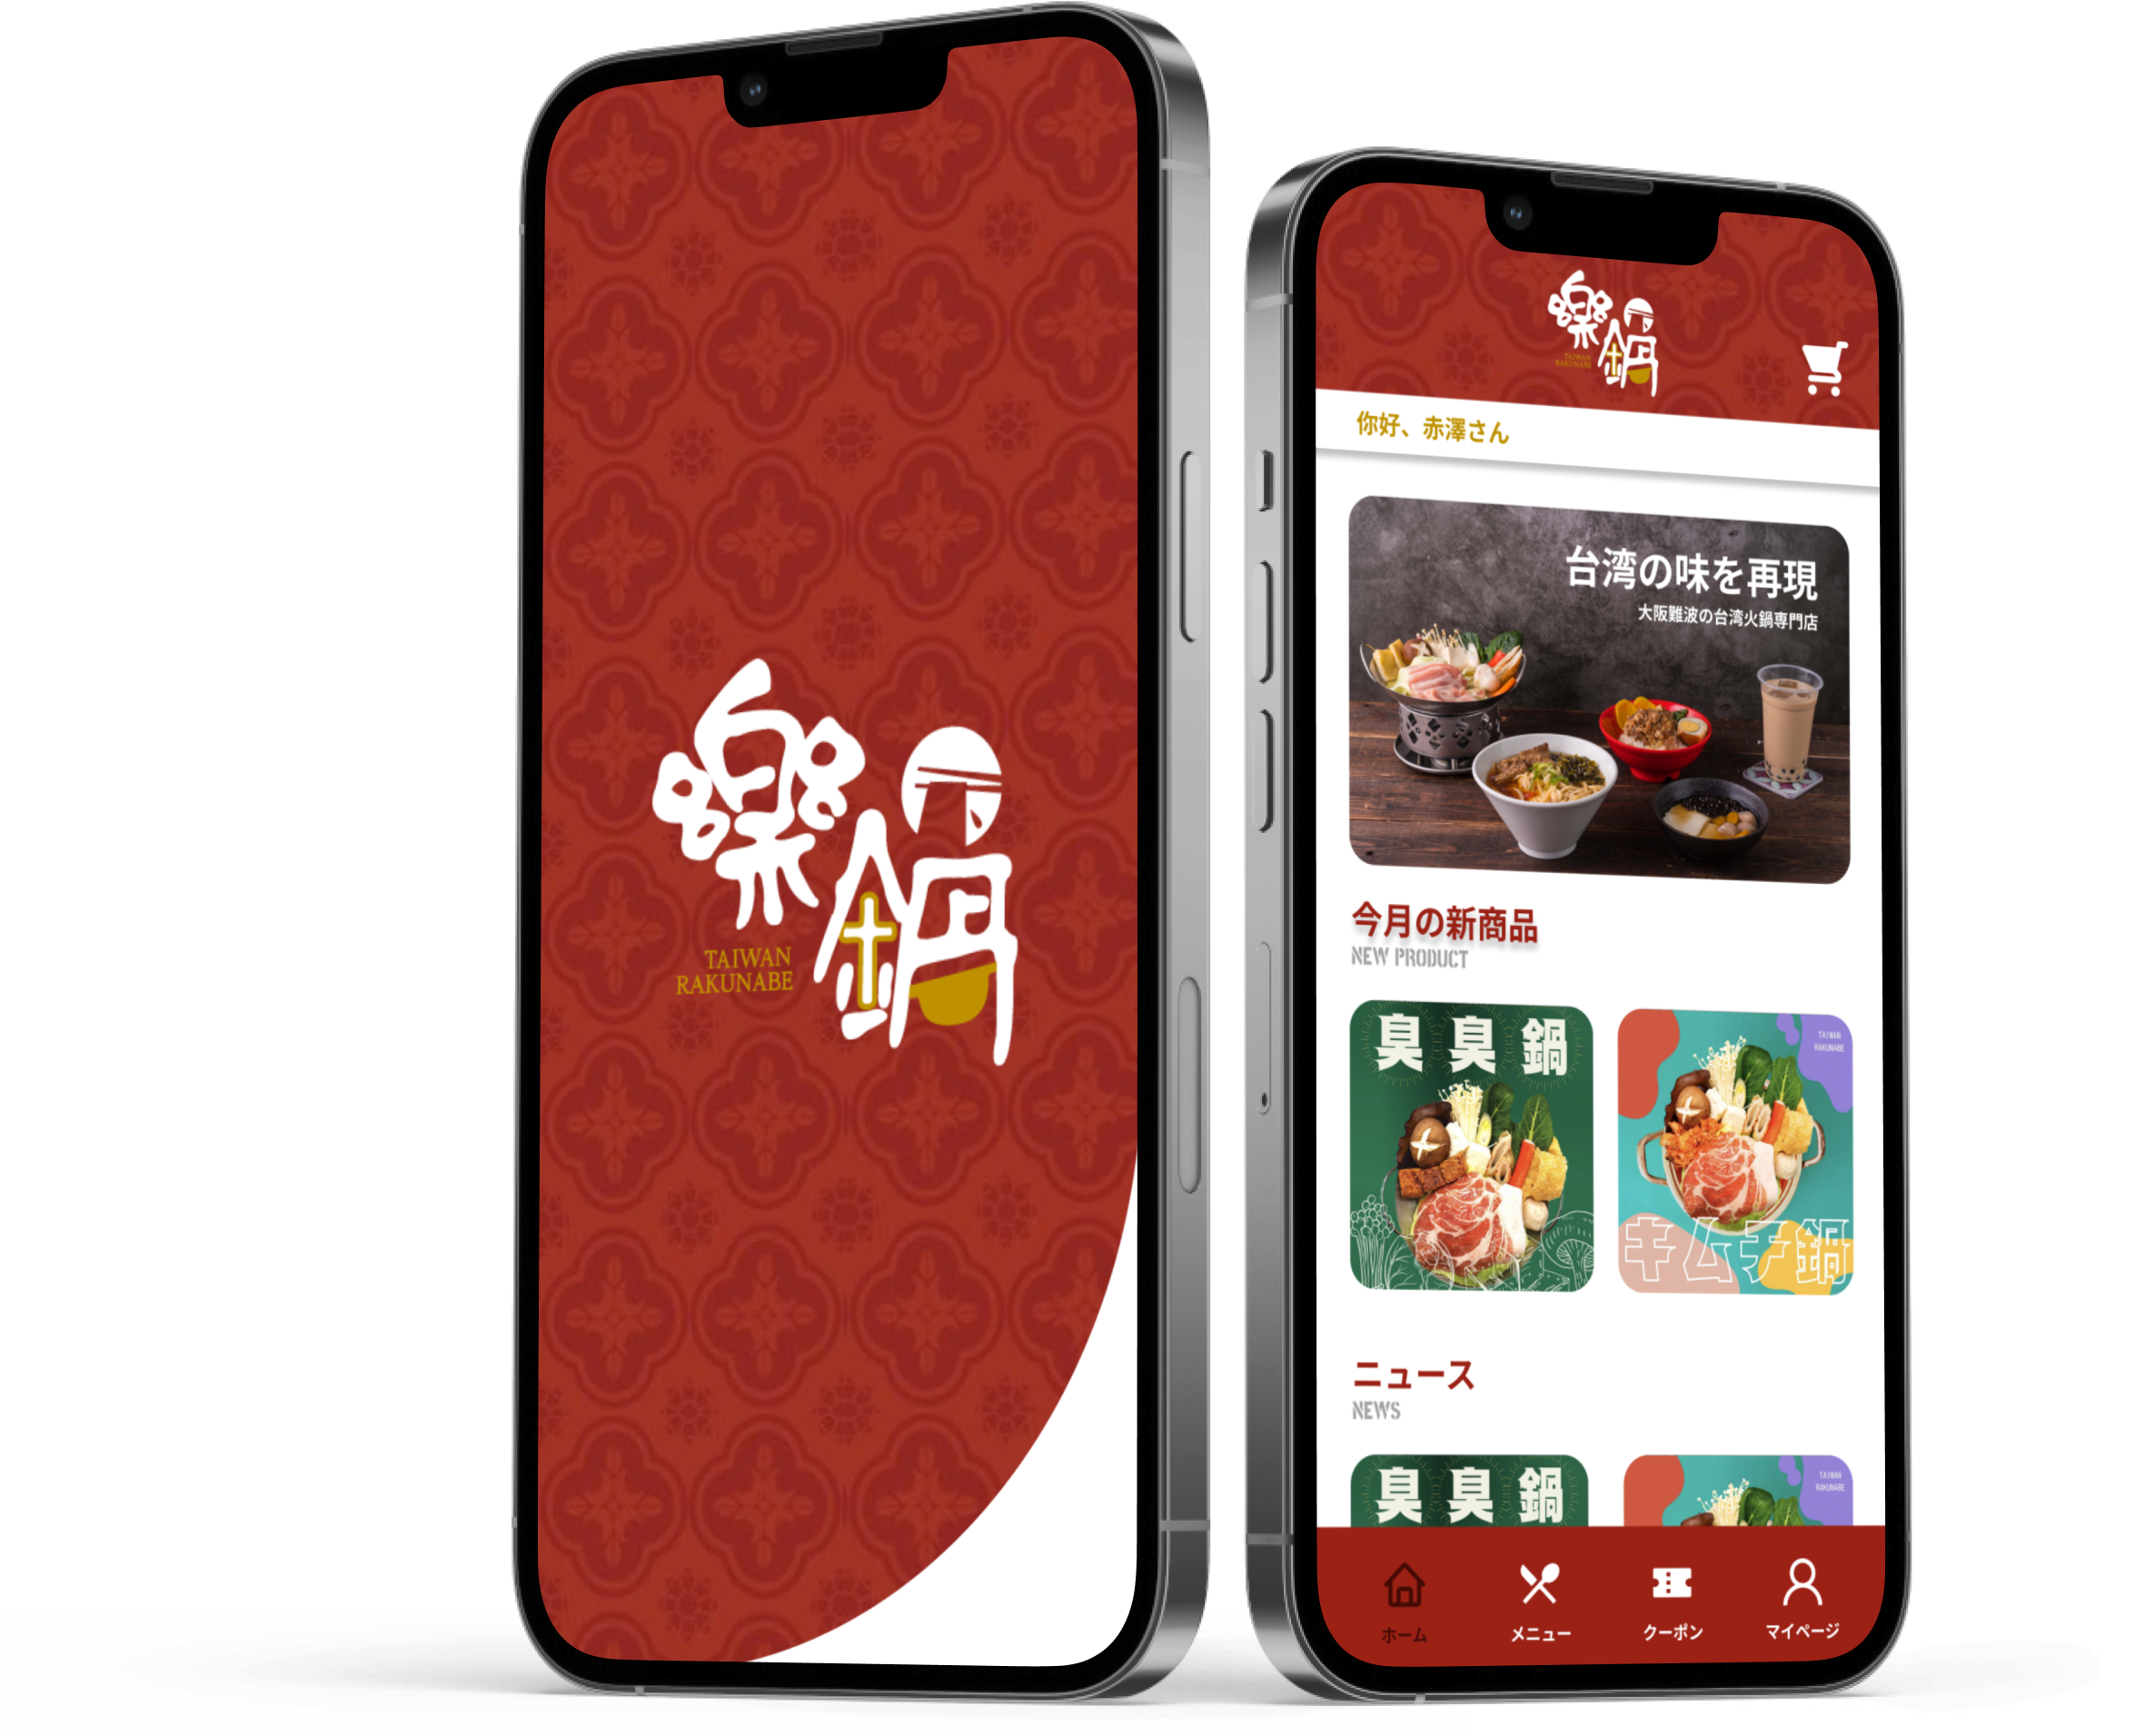 樂鍋
TAIWAN
RAKUNABE
樂鍋
TAIWAN
RAKUNABE
你好、赤澤さん
台湾の味を再現
大阪難波の台湾火鍋専門店
今月の新商品
NEW PRODUCT
臭臭鍋
TAIWAN
RAKUNABE
キムチ鍋
ニュース
NEWS
臭臭鍋
TAIWAN
RAKUNABE
ホーム
メニュー
クーポン
マイページ